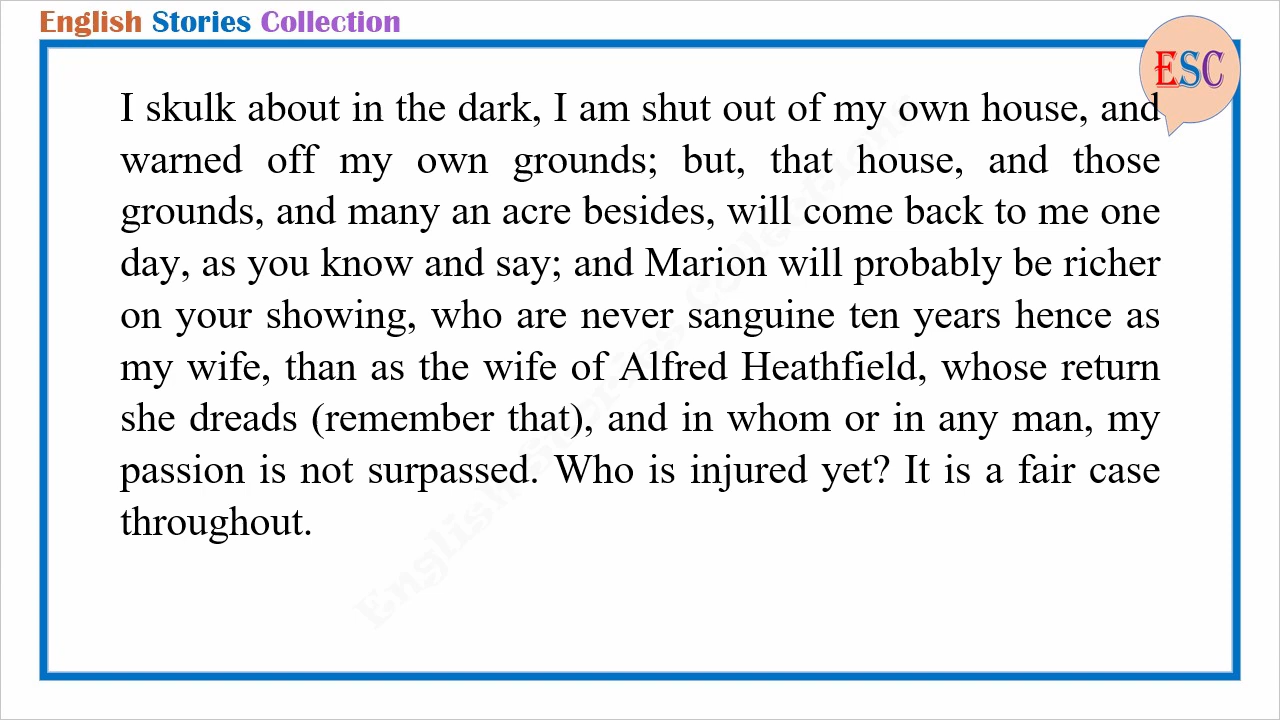 English Stories Collection
ESC
I skulk about in the dark, I am shut out of my own house, and
warned off my own grounds; but, that house, and those
grounds, and many an acre besides, will come back to me one
day, as you know and say; and Marion will probably be richer
on your showing, who are never sanguine ten years hence as
my wife, than as the wife of Alfred Heathfield, whose return
she dreads (remember that), and in whom or in any man, my
passion is not surpassed. Who is injured yet? It is a fair case
throughout.
English Stories Collection